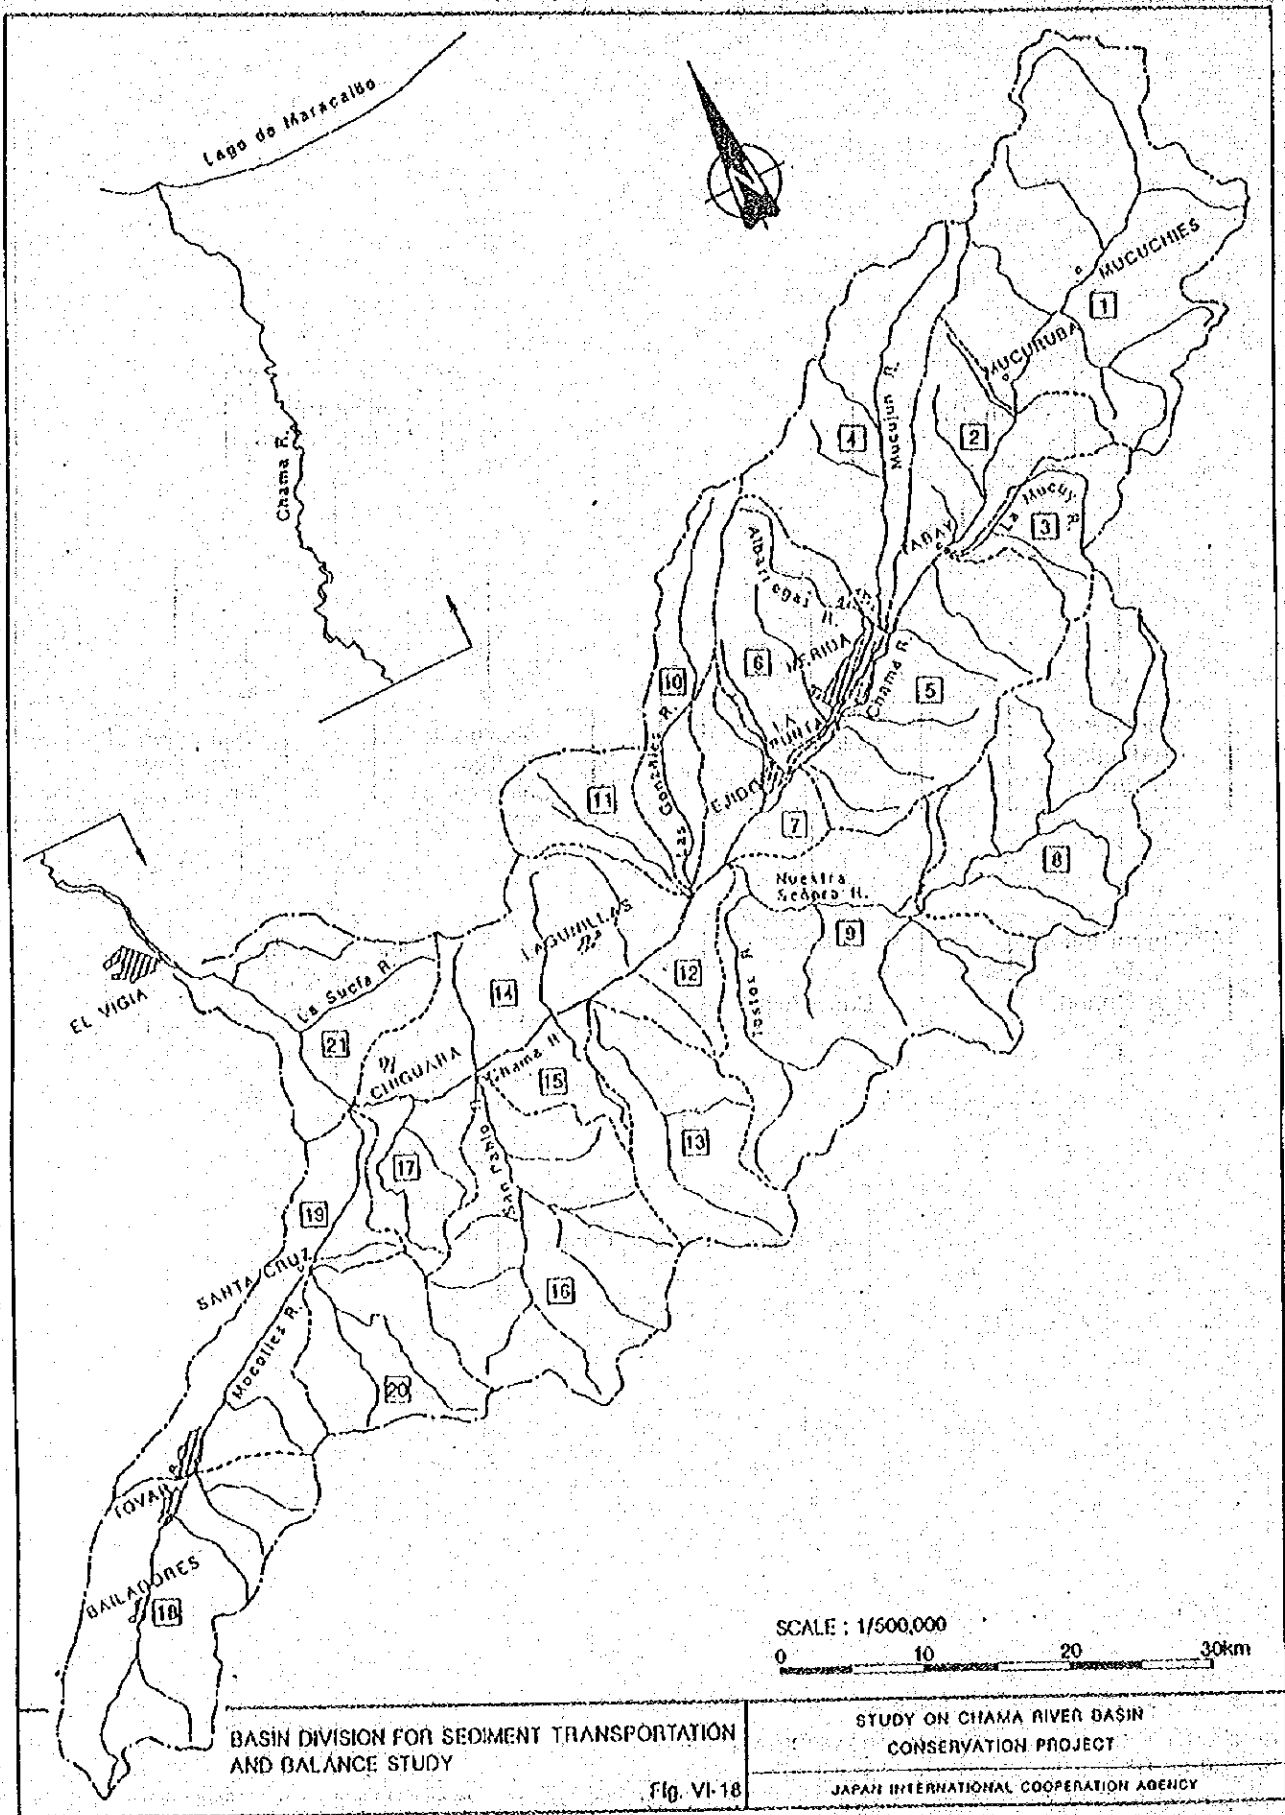 Lago de Maracaibo
Chama R.
MUCUCHIES
1
MUCURUBA
Mucujun R.
4
2
La Mucuy R.
3
TABAY
Albarregas R.
6
MERIDA
Chama R.
5
10
LA PUNTA
Las Gonzales R.
11
EJIDO
7
8
Nuestra
Señora R.
9
LAGUNILLAS
12
EL VIGIA
La Sucia R.
14
21
CHIGUARA
Chama R.
15
13
17
San Pablo R.
19
SANTA CRUZ
16
Mocoties R.
20
TOVAR
BAILADORES
18
SCALE : 1/500,000
0 10 20 30km
BASIN DIVISION FOR SEDIMENT TRANSPORTATION
AND BALANCE STUDY
Fig. VI-18
STUDY ON CHAMA RIVER BASIN
CONSERVATION PROJECT
JAPAN INTERNATIONAL COOPERATION AGENCY